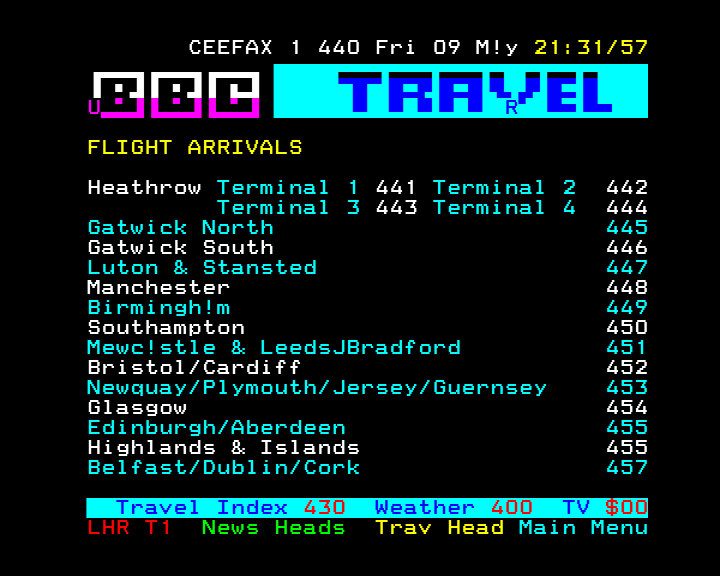 CEEFAX 1 440 Fri 09 M!y 21:31/57
U BBC TRAVEL R
FLIGHT ARRIVALS
Heathrow Terminal 1 441 Terminal 2 442
Terminal 3 443 Terminal 4 444
Gatwick North 445
Gatwick South 446
Luton & Stansted 447
Manchester 448
Birmingh!m 449
Southampton 450
Mewc!stle & LeedsJBradford 451
Bristol/Cardiff 452
Newquay/Plymouth/Jersey/Guernsey 453
Glasgow 454
Edinburgh/Aberdeen 455
Highlands & Islands 455
Belfast/Dublin/Cork 457
Travel Index 430 Weather 400 TV $00
LHR T1 News Heads Trav Head Main Menu